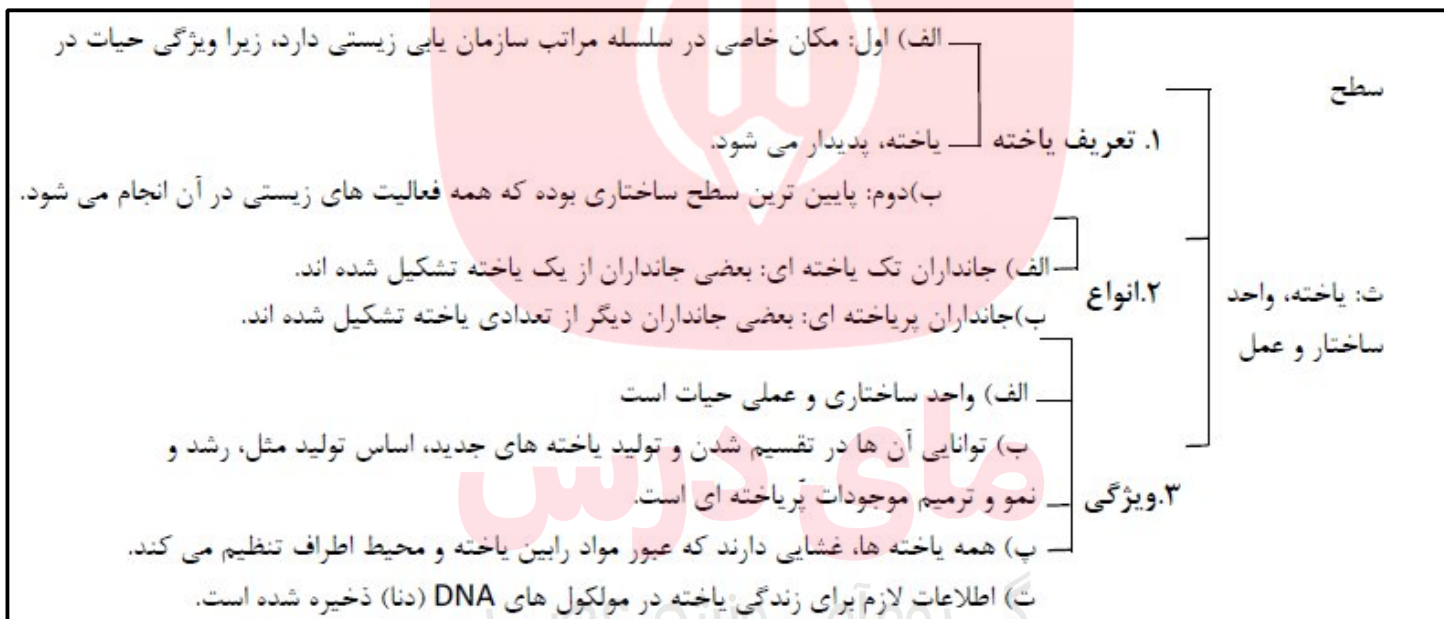 الف) اول: مکان خاصی در سلسله مراتب سازمان یابی زیستی دارد، زیرا ویژگی حیات در
سطح
۱. تعریف یاخته
یاخته، پدیدار می شود.
ب)دوم: پایین ترین سطح ساختاری بوده که همه فعالیت های زیستی در آن انجام می شود.
الف) جانداران تک یاخته ای: بعضی جانداران از یک یاخته تشکیل شده اند.
ث: یاخته، واحد
۲.انواع
ب)جانداران پریاخته ای: بعضی جانداران دیگر از تعدادی یاخته تشکیل شده اند.
ساختار و عمل
الف) واحد ساختاری و عملی حیات است
ب) توانایی آن ها در تقسیم شدن و تولید یاخته های جدید، اساس تولید مثل، رشد و
۳.ویژگی
نمو و ترمیم موجودات پّریاخته ای است.
پ) همه یاخته ها، غشایی دارند که عبور مواد رابین یاخته و محیط اطراف تنظیم می کند.
ت) اطلاعات لازم برای زندگی یاخته در مولکول های DNA (دنا) ذخیره شده است.
مای درس